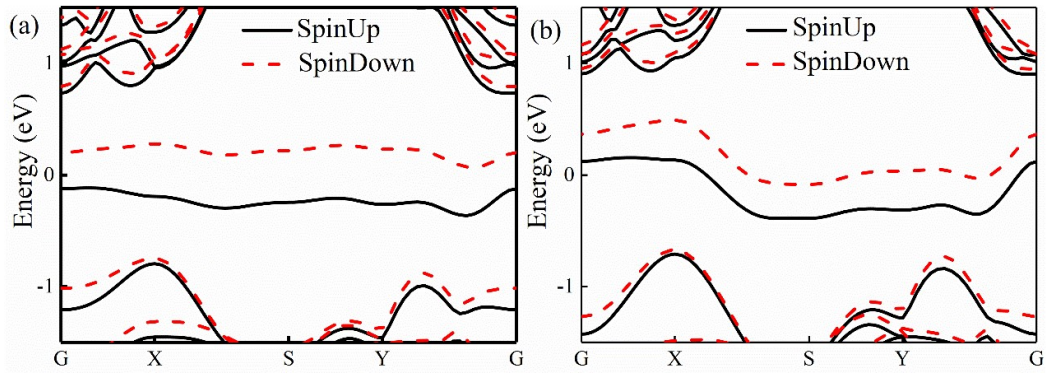 (a)
SpinUp
SpinDown
Energy (eV)
1
0
-1
G X S Y G
(b)
SpinUp
SpinDown
Energy (eV)
1
0
-1
G X S Y G